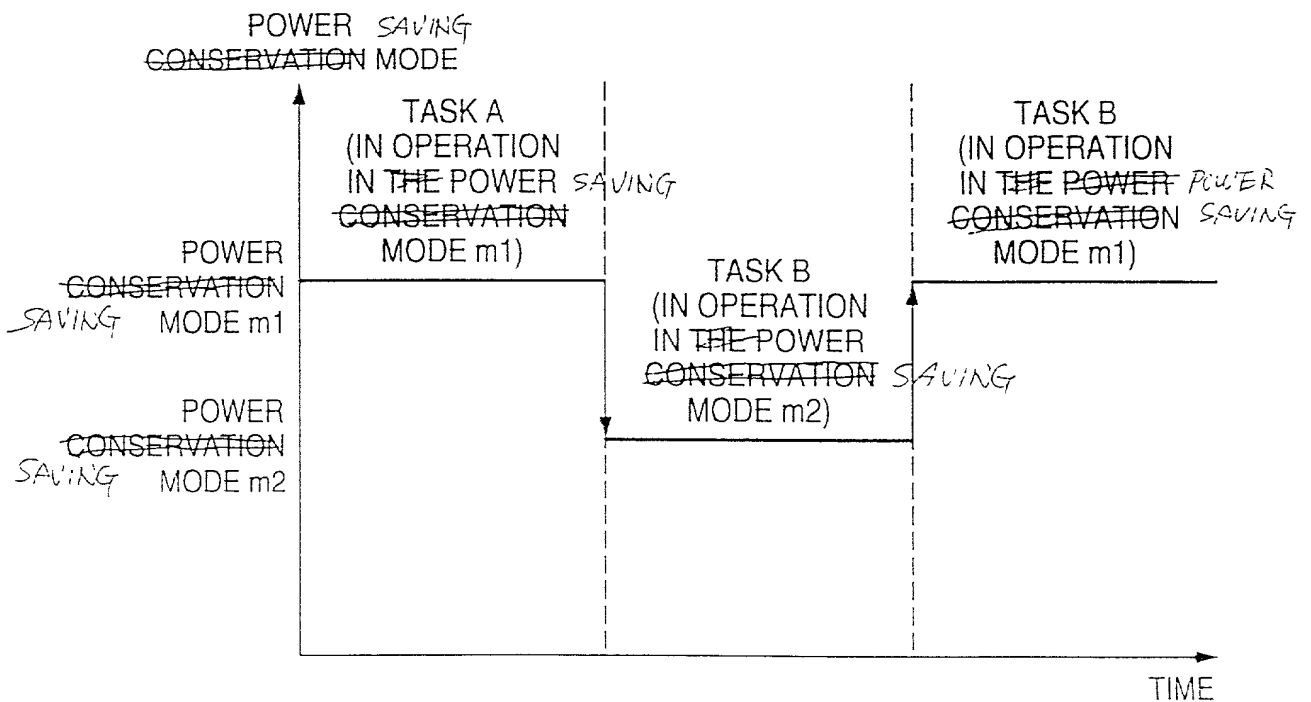 POWER SAVING
CONSERVATION MODE
TASK A
(IN OPERATION
IN THE POWER SAVING
CONSERVATION
MODE m1)
TASK B
(IN OPERATION
IN THE POWER POWER
CONSERVATION SAVING
MODE m1)
POWER
CONSERVATION
SAVING MODE m1
TASK B
(IN OPERATION
IN THE POWER
CONSERVATION SAVING
MODE m2)
POWER
CONSERVATION
SAVING MODE m2
TIME